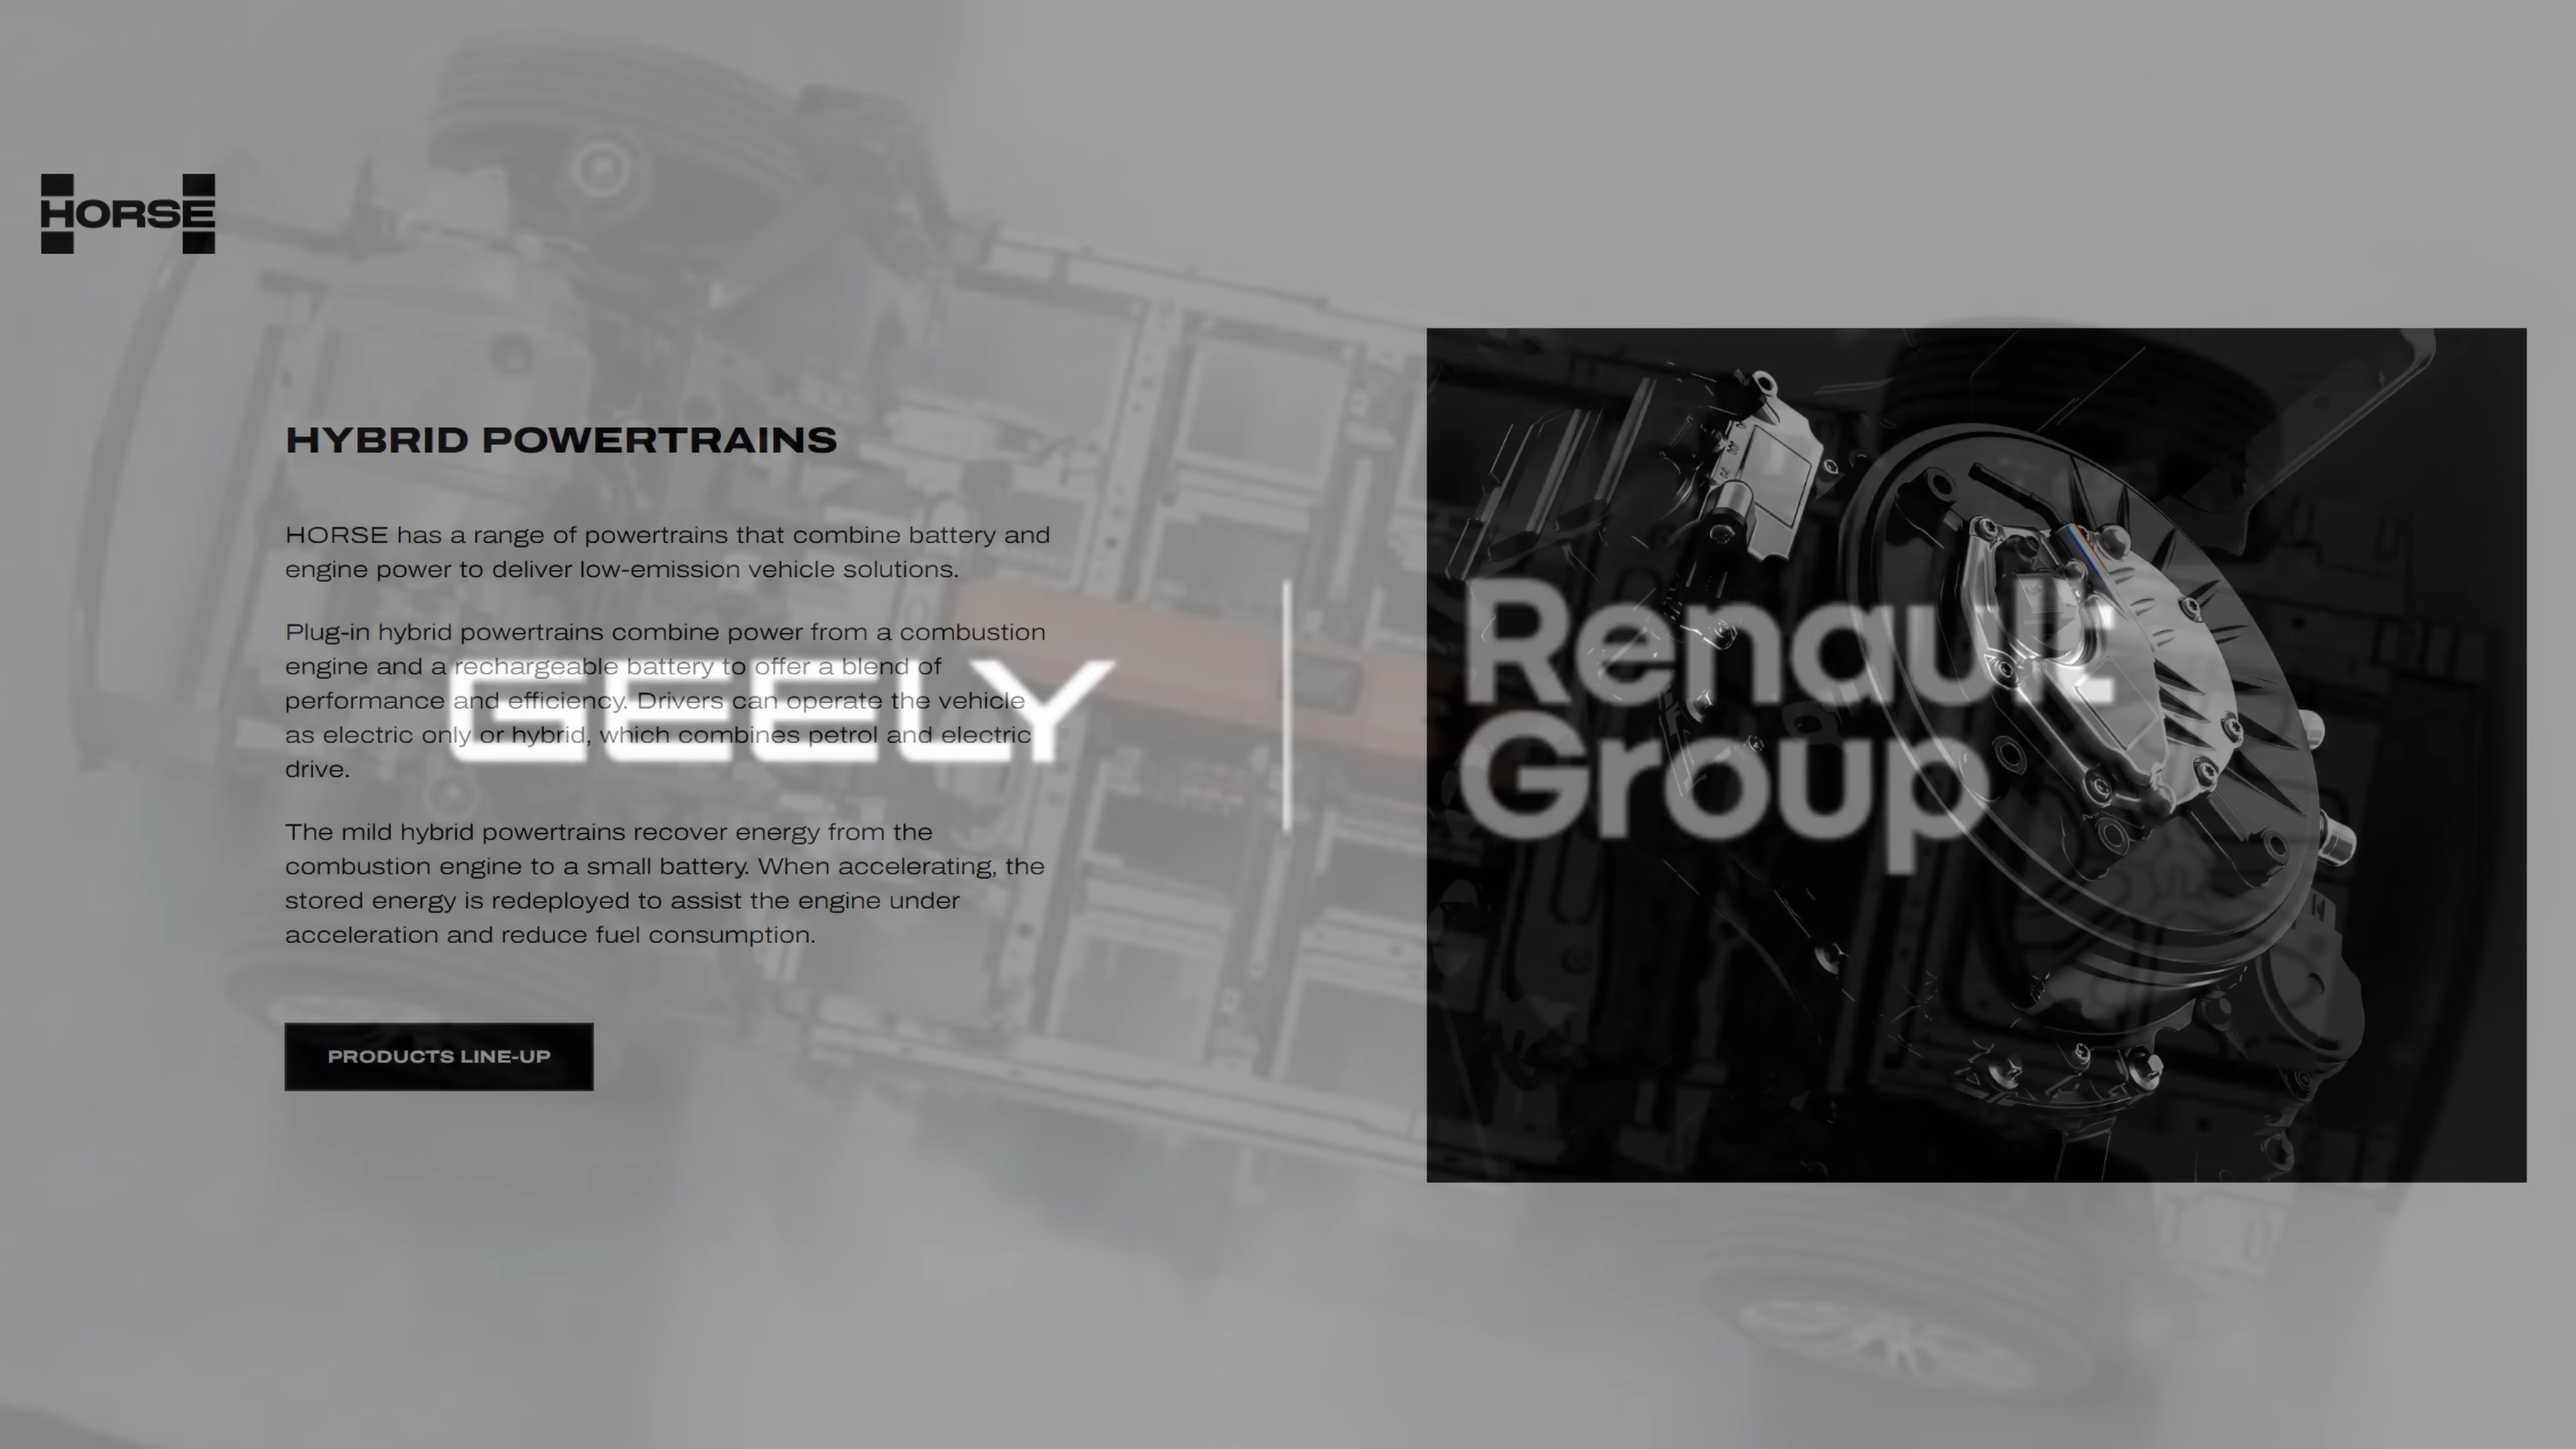 HORSE
HYBRID POWERTRAINS
HORSE has a range of powertrains that combine battery and
engine power to deliver low-emission vehicle solutions.
Plug-in hybrid powertrains combine power from a combustion
engine and a rechargeable battery to offer a blend of
performance and efficiency. Drivers can operate the vehicle
as electric only or hybrid, which combines petrol and electric
drive.
The mild hybrid powertrains recover energy from the
combustion engine to a small battery. When accelerating, the
stored energy is redeployed to assist the engine under
acceleration and reduce fuel consumption.
PRODUCTS LINE-UP
GEELY
Renault
Group